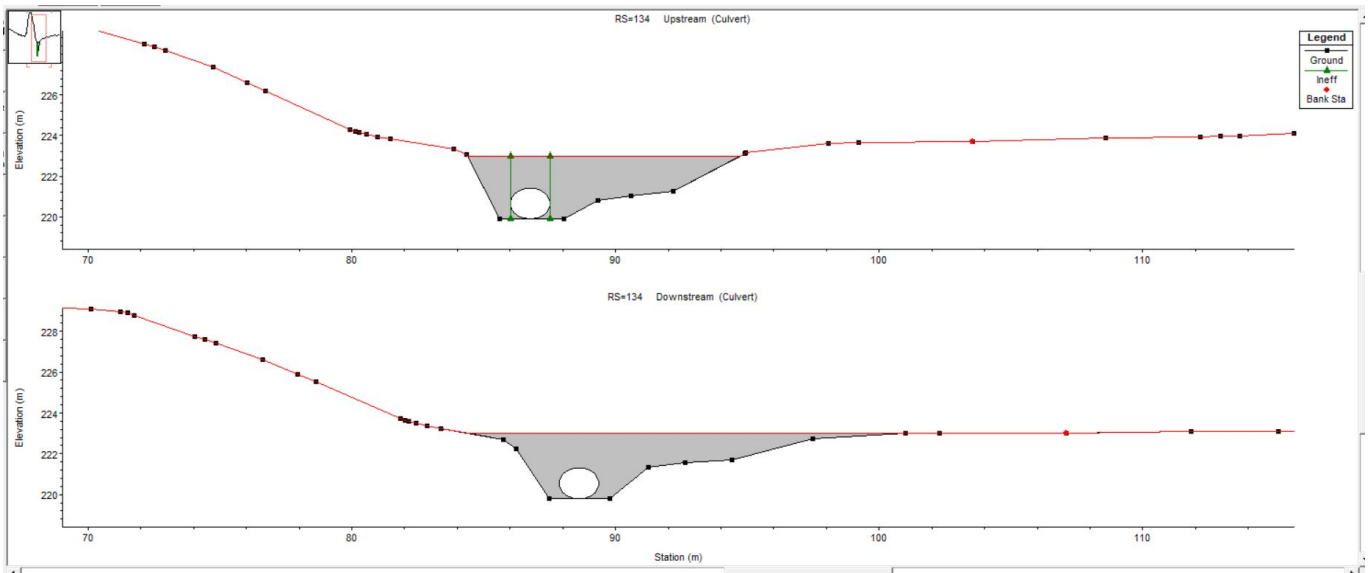 RS=134 Upstream (Culvert)
Legend
Ground
Ineff
Bank Sta
Elevation (m)
226
224
222
220
70 80 90 100 110
RS=134 Downstream (Culvert)
Elevation (m)
228
226
224
222
220
70 80 90 100 110
Station (m)